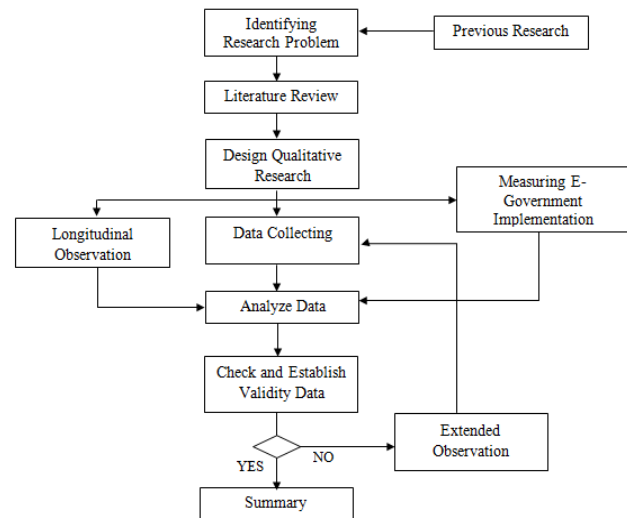 Identifying
Research Problem
Previous Research
Literature Review
Design Qualitative
Research
Measuring E-
Government
Implementation
Longitudinal
Observation
Data Collecting
Analyze Data
Check and Establish
Validity Data
Extended
Observation
NO
YES
Summary